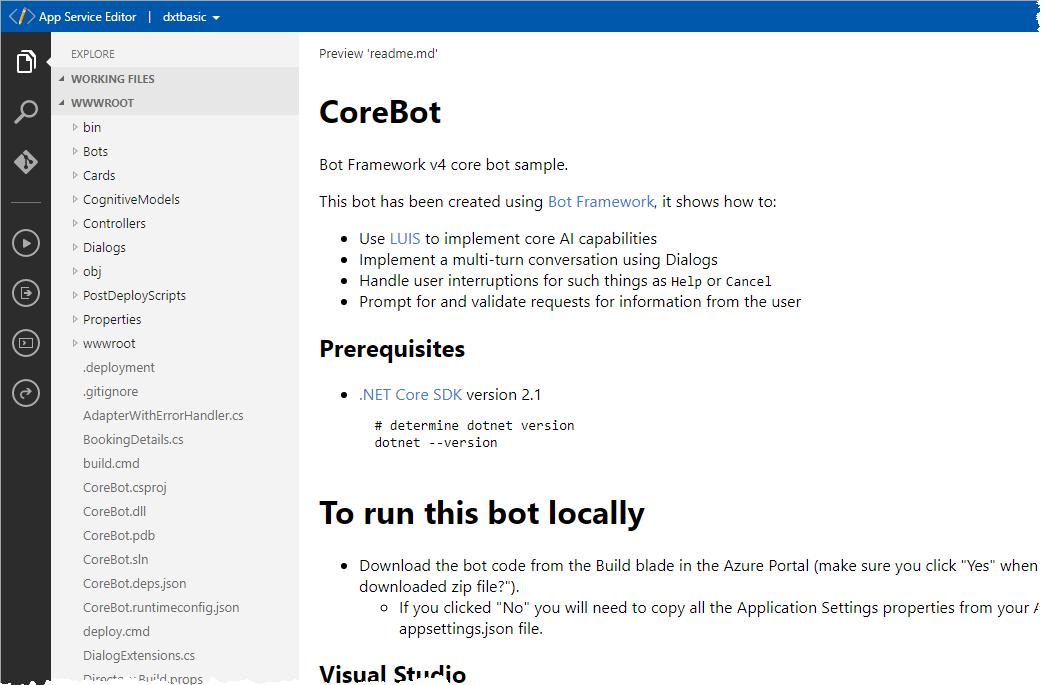 App Service Editor | dxtbasic
EXPLORE
WORKING FILES
WWWROOT
bin
Bots
Cards
CognitiveModels
Controllers
Dialogs
obj
PostDeployScripts
Properties
wwwroot
.deployment
.gitignore
AdapterWithErrorHandler.cs
BookingDetails.cs
build.cmd
CoreBot.csproj
CoreBot.dll
CoreBot.pdb
CoreBot.sln
CoreBot.deps.json
CoreBot.runtimeconfig.json
deploy.cmd
DialogExtensions.cs
Build.props
Preview 'readme.md'
CoreBot
Bot Framework v4 core bot sample.
This bot has been created using Bot Framework, it shows how to:
• Use LUIS to implement core AI capabilities
• Implement a multi-turn conversation using Dialogs
• Handle user interruptions for such things as Help or Cancel
• Prompt for and validate requests for information from the user
Prerequisites
• .NET Core SDK version 2.1
# determine dotnet version
dotnet --version
To run this bot locally
• Download the bot code from the Build blade in the Azure Portal (make sure you click "Yes" when
downloaded zip file?").
◦ If you clicked "No" you will need to copy all the Application Settings properties from your
appsettings.json file.
Visual Studio